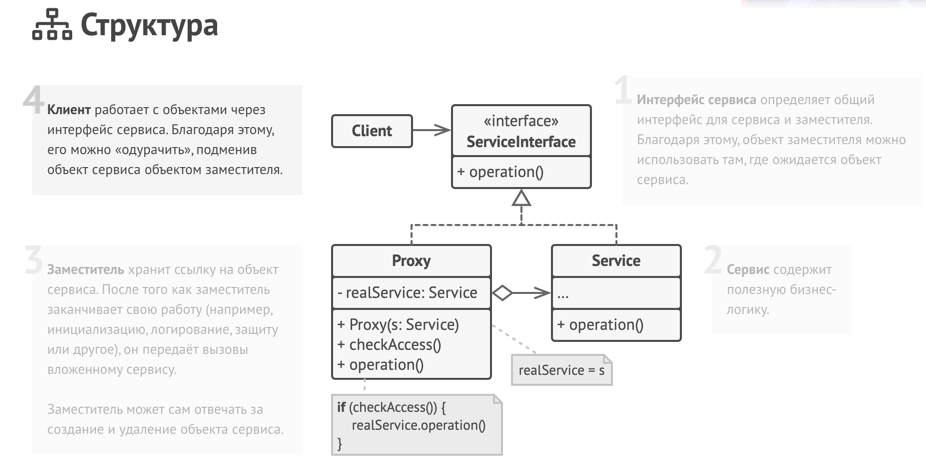 Структура
4
Клиент работает с объектами через
интерфейс сервиса. Благодаря этому,
его можно «одурачить», подменив
объект сервиса объектом заместителя.
Client
«interface»
ServiceInterface
+ operation()
1
Интерфейс сервиса определяет общий
интерфейс для сервиса и заместителя.
Благодаря этому, объект заместителя можно
использовать там, где ожидается объект
сервиса.
3
Заместитель хранит ссылку на объект
сервиса. После того как заместитель
заканчивает свою работу (например,
инициализацию, логирование, защиту
или другое), он передаёт вызовы
вложенному сервису.
Заместитель может сам отвечать за
создание и удаление объекта сервиса.
Proxy
- realService: Service
+ Proxy(s: Service)
+ checkAccess()
+ operation()
Service
...
+ operation()
2
Сервис содержит
полезную бизнес-
логику.
realService = s
if (checkAccess()) {
realService.operation()
}